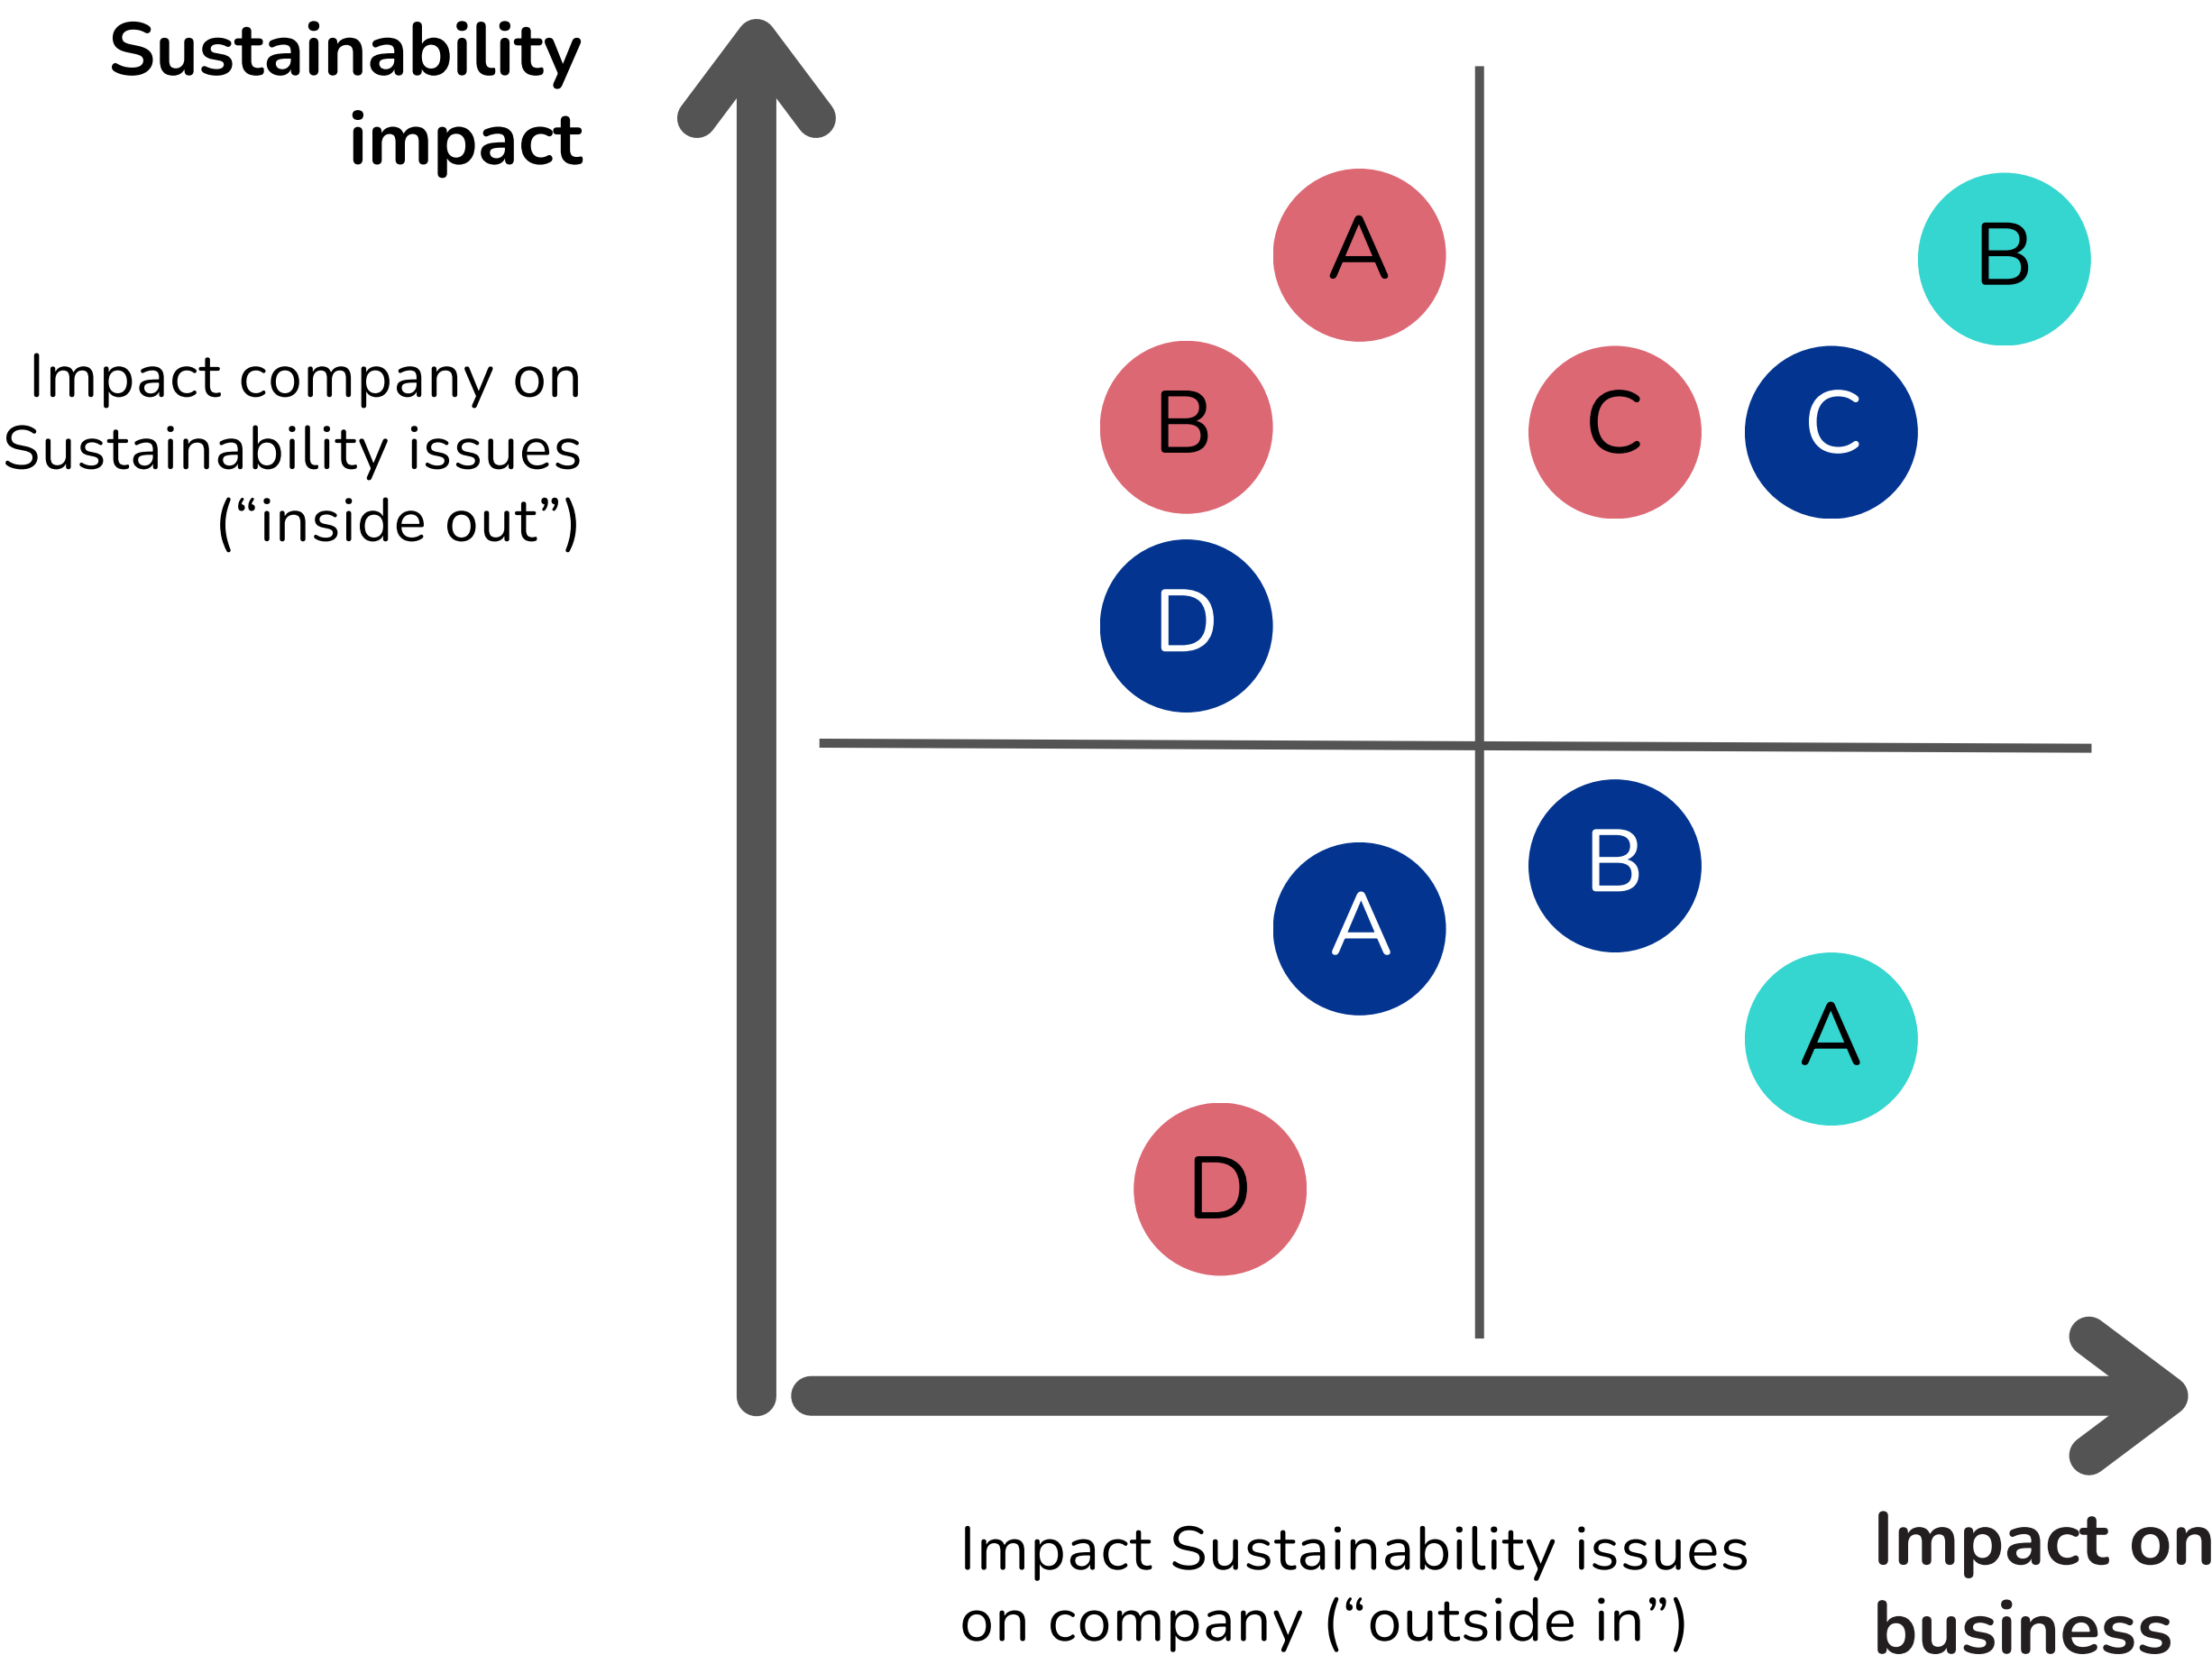 Sustainability
impact
Impact company on
Sustainability issues
(“inside out”)
A
B
B
C
C
D
B
A
A
D
Impact Sustainability issues
on company (“outside in”)
Impact on
business